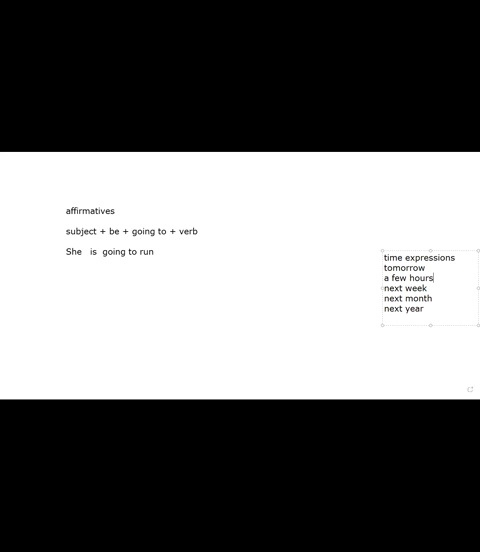 affirmatives
subject + be + going to + verb
She is going to run
time expressions
tomorrow
a few hours
next week
next month
next year